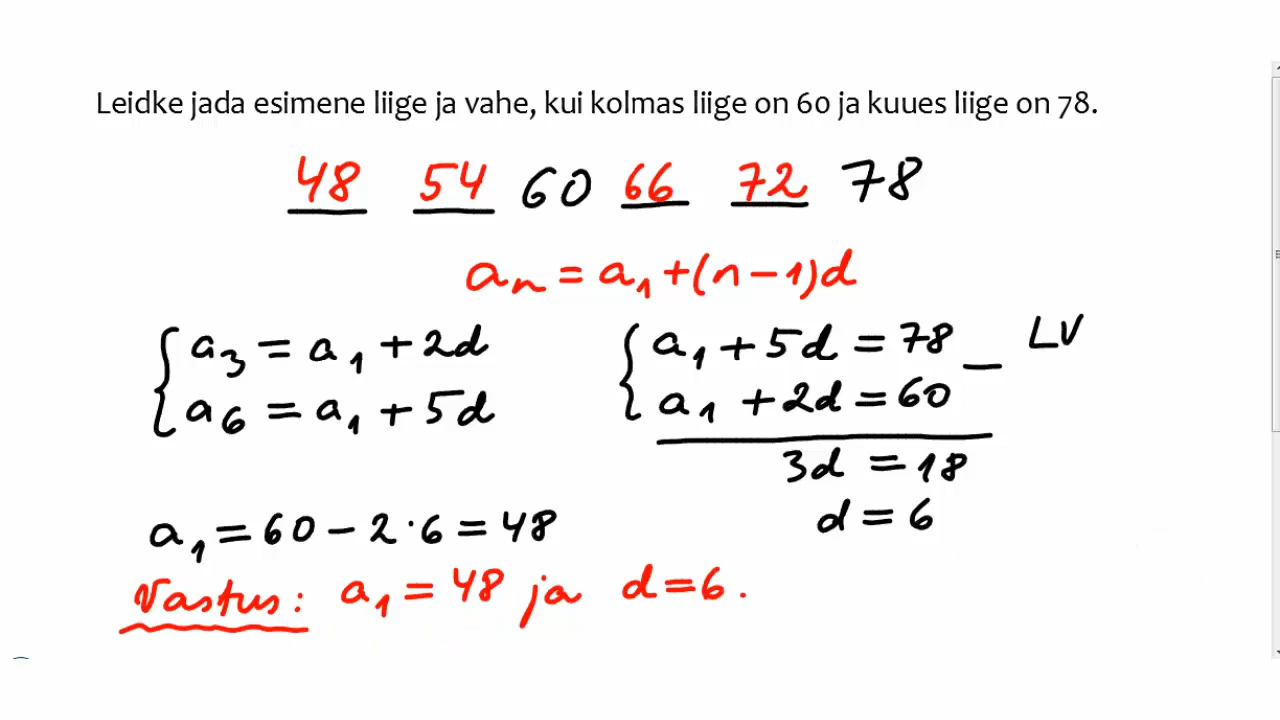 Leidke jada esimene liige ja vahe, kui kolmas liige on 60 ja kuues liige on 78.
48 54 60 66 72 78
aₙ = a₁ + (n − 1)d
a₃ = a₁ + 2d
a₆ = a₁ + 5d
a₁ + 5d = 78 − LV
a₁ + 2d = 60
3d = 18
d = 6
a₁ = 60 − 2 · 6 = 48
Vastus: a₁ = 48 ja d = 6.